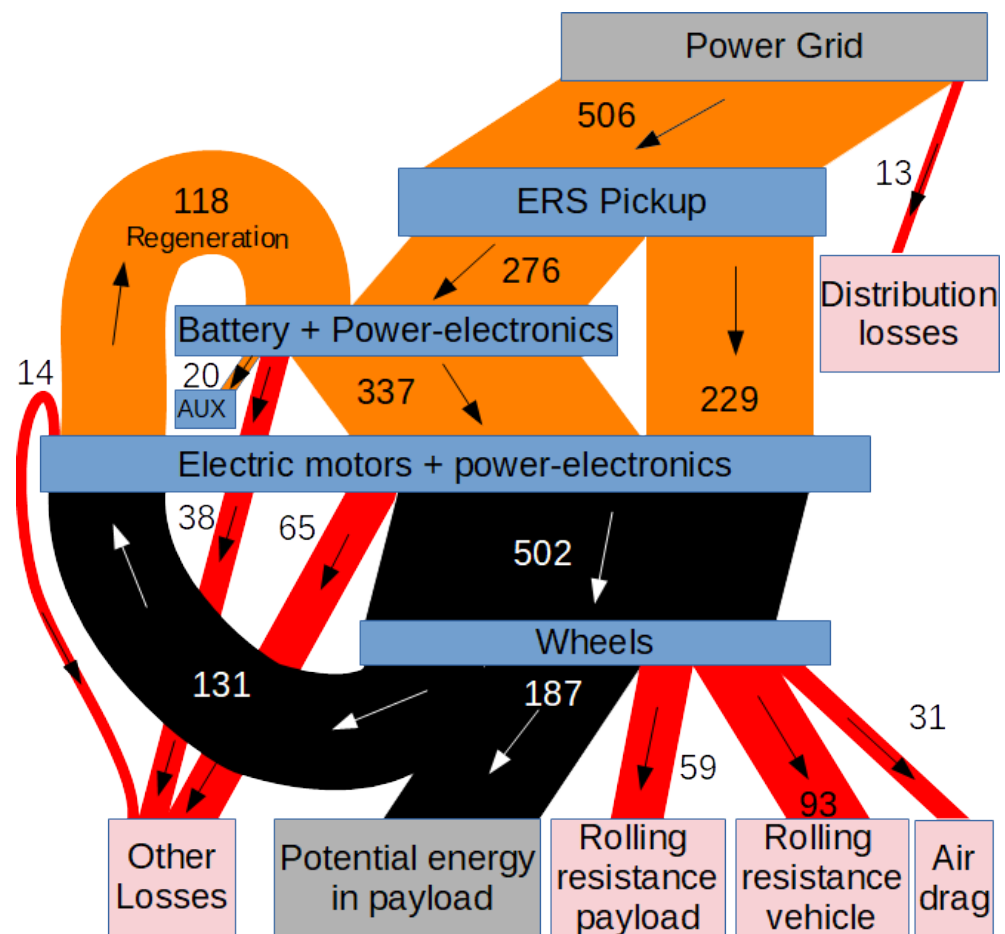 Power Grid
506
13
ERS Pickup
118
Regeneration
276
Distribution
losses
Battery + Power-electronics
14
20
AUX
337
229
Electric motors + power-electronics
38
65
502
Wheels
131
187
59
31
93
Other
Losses
Potential energy
in payload
Rolling
resistance
payload
Rolling
resistance
vehicle
Air
drag